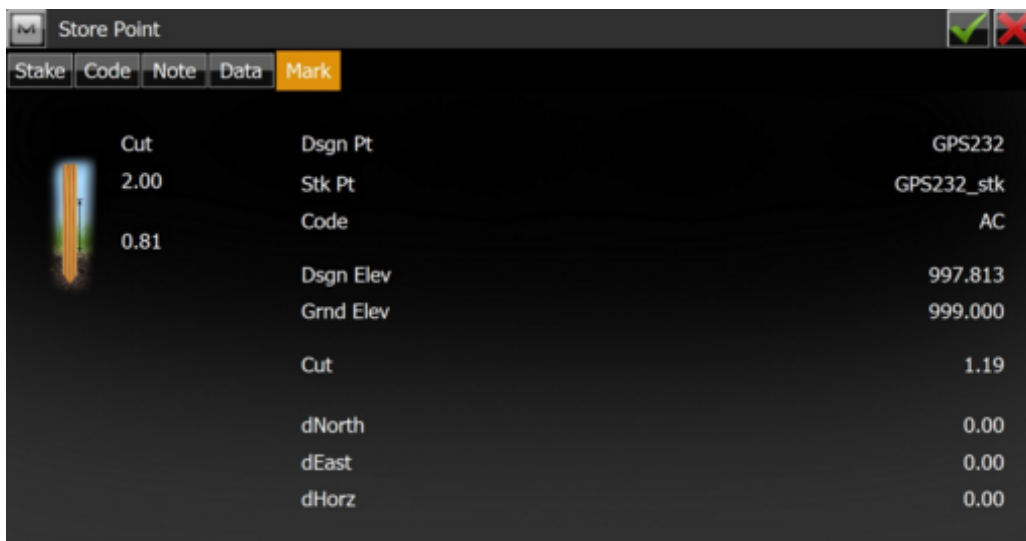 Store Point
Stake Code Note Data Mark
Cut
2.00
0.81
Dsgn Pt GPS232
Stk Pt GPS232_stk
Code AC
Dsgn Elev 997.813
Grnd Elev 999.000
Cut 1.19
dNorth 0.00
dEast 0.00
dHorz 0.00